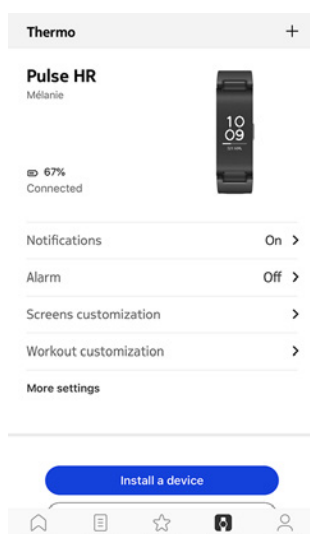 Thermo
Pulse HR
Mélanie
10
09
67%
Connected
Notifications On
Alarm Off
Screens customization
Workout customization
More settings
Install a device